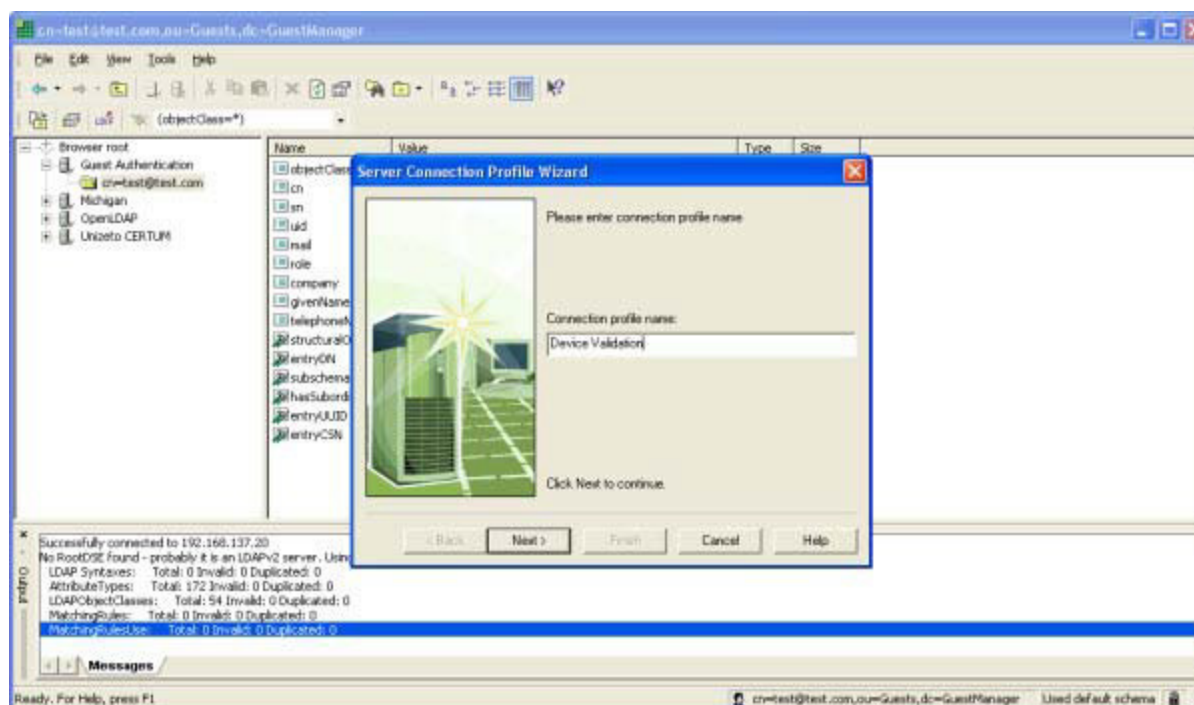 cn=test@test.com,ou=Guests,dc=GuestManager
File Edit View Tools Help
(objectClass=*)
Browser root
Guest Authentication
cn=test@test.com
Michigan
OpenLDAP
Unizeto CERTUM
Name Value Type Size
objectClass
cn
sn
uid
mail
role
company
givenName
telephoneN
structuralO
entryDN
subschema
hasSubordi
entryUUID
entryCSN
Server Connection Profile Wizard
Please enter connection profile name
Connection profile name:
Device Validation
Click Next to continue.
< Back Next > Finish Cancel Help
Output
Successfully connected to 192.168.137.20
No RootDSE found - probably it is an LDAPv2 server. Using
LDAP Syntaxes: Total: 0 Invalid: 0 Duplicated: 0
AttributeTypes: Total: 172 Invalid: 0 Duplicated: 0
LDAPObjectClasses: Total: 54 Invalid: 0 Duplicated: 0
MatchingRules: Total: 0 Invalid: 0 Duplicated: 0
MatchingRulesUse: Total: 0 Invalid: 0 Duplicated: 0
Messages
Ready. For Help, press F1
cn=test@test.com,ou=Guests,dc=GuestManager Used default schema